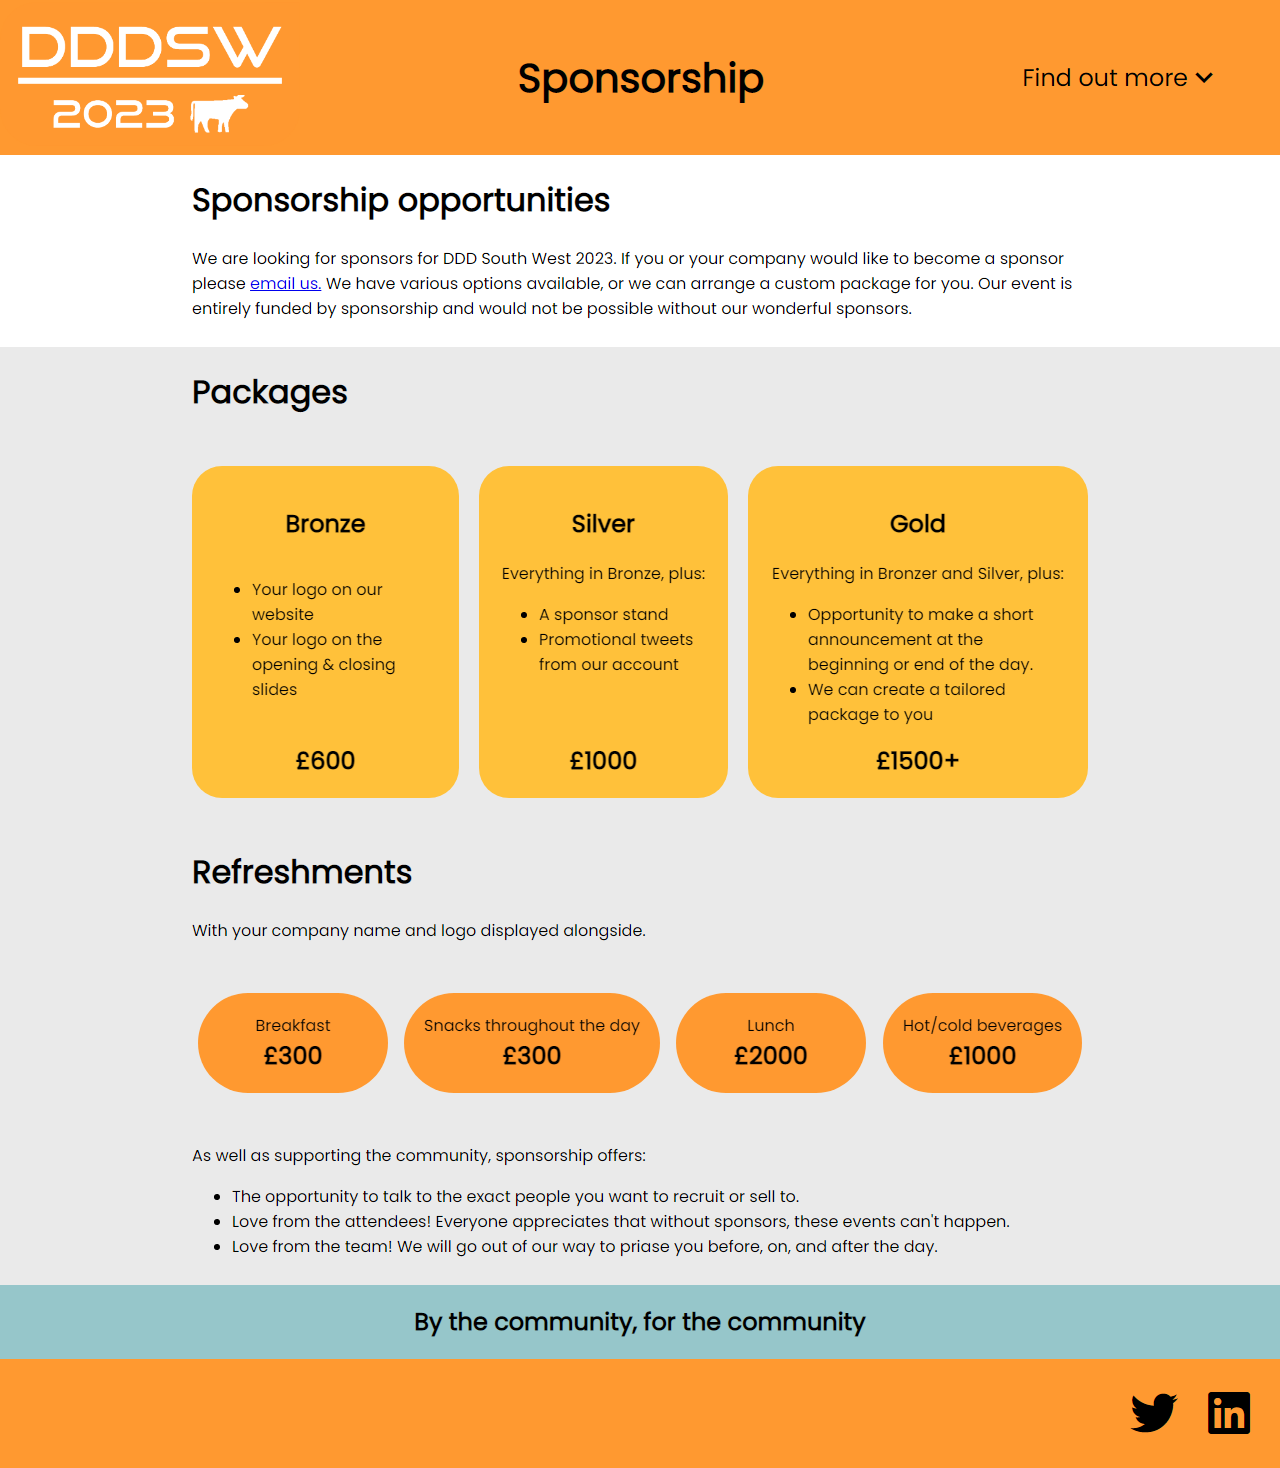 DDDSW
2023
Sponsorship
Find out more
Sponsorship opportunities
We are looking for sponsors for DDD South West 2023. If you or your company would like to become a sponsor
please email us. We have various options available, or we can arrange a custom package for you. Our event is
entirely funded by sponsorship and would not be possible without our wonderful sponsors.
Packages
Bronze
• Your logo on our
website
• Your logo on the
opening & closing
slides
£600
Silver
Everything in Bronze, plus:
• A sponsor stand
• Promotional tweets
from our account
£1000
Gold
Everything in Bronzer and Silver, plus:
• Opportunity to make a short
announcement at the
beginning or end of the day.
• We can create a tailored
package to you
£1500+
Refreshments
With your company name and logo displayed alongside.
Breakfast
£300
Snacks throughout the day
£300
Lunch
£2000
Hot/cold beverages
£1000
As well as supporting the community, sponsorship offers:
• The opportunity to talk to the exact people you want to recruit or sell to.
• Love from the attendees! Everyone appreciates that without sponsors, these events can't happen.
• Love from the team! We will go out of our way to priase you before, on, and after the day.
By the community, for the community
in